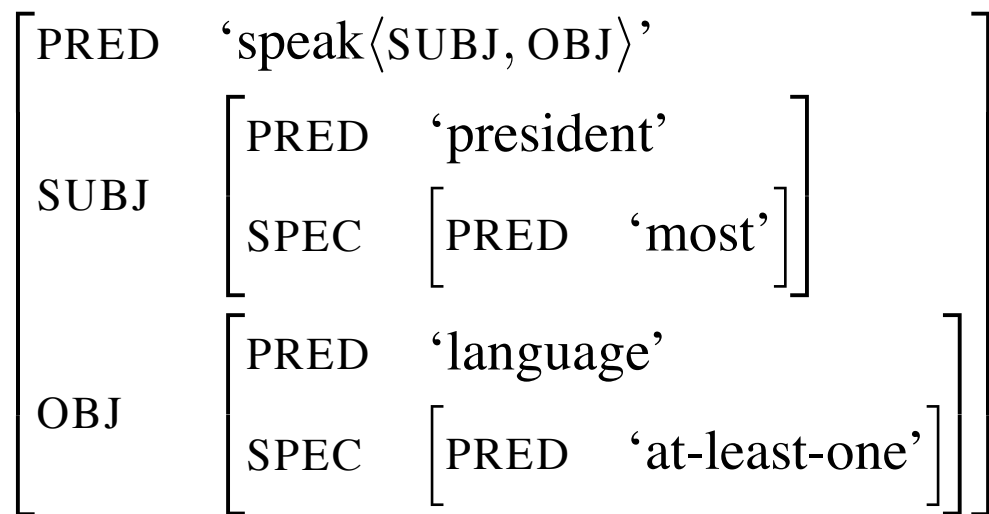 PRED ‘speak⟨SUBJ, OBJ⟩’
PRED ‘president’
SUBJ
SPEC [PRED ‘most’]
PRED ‘language’
OBJ
SPEC [PRED ‘at-least-one’]